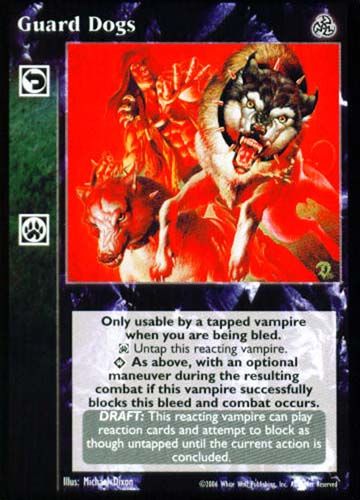 Guard Dogs
Only usable by a tapped vampire
when you are being bled.
Untap this reacting vampire.
As above, with an optional
maneuver during the resulting
combat if this vampire successfully
blocks this bleed and combat occurs.
DRAFT: This reacting vampire can play
reaction cards and attempt to block as
though untapped until the current action is
concluded.
Illus: Michael Dixon
©2006 White Wolf Publishing, Inc. All Rights Reserved